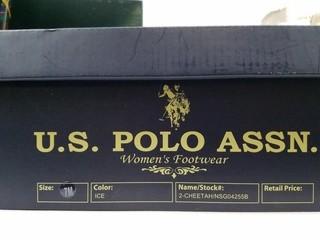 U.S. POLO ASSN.
Women's Footwear
Size: Color: Name/Stock#: Retail Price:
ICE 2-CHEETAH/NSG04255B